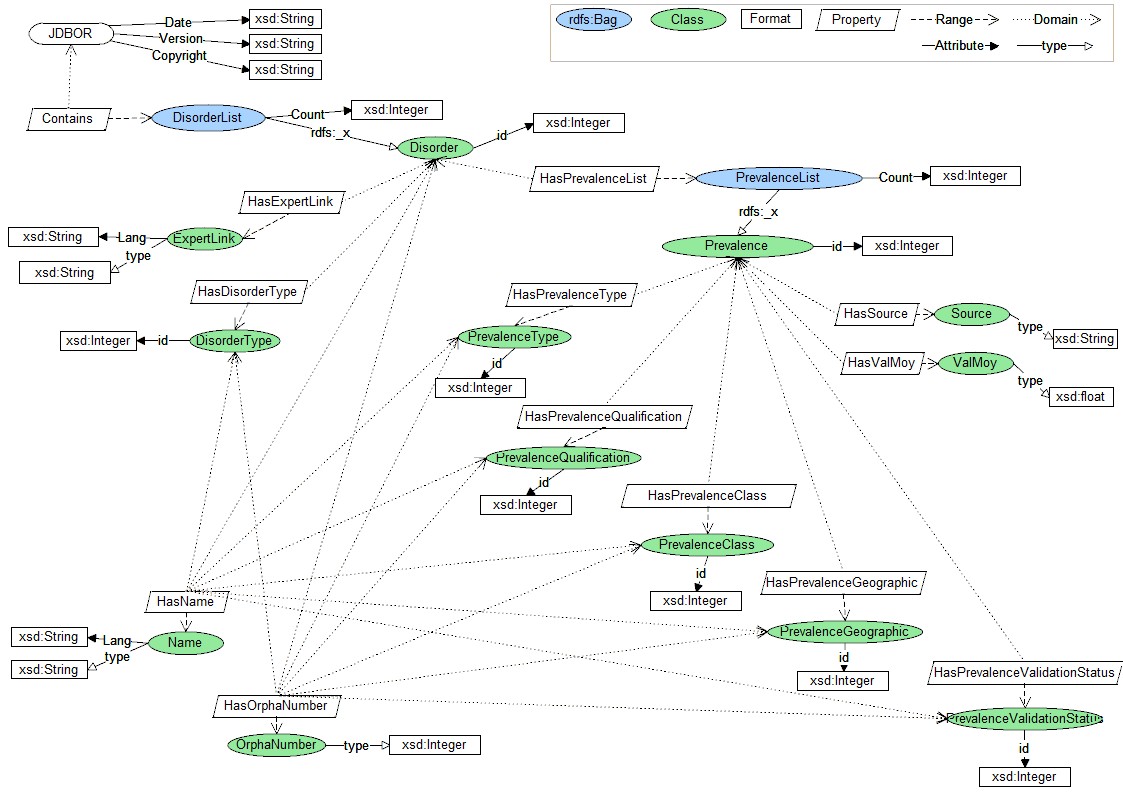 JDBOR
Date
xsd:String
Version
xsd:String
Copyright
xsd:String
rdfs:Bag
Class
Format
Property
Range
Domain
Attribute
type
Contains
DisorderList
Count
xsd:Integer
rdfs:_x
Disorder
id
xsd:Integer
HasPrevalenceList
PrevalenceList
Count
xsd:Integer
rdfs:_x
HasExpertLink
xsd:String
Lang
ExpertLink
type
xsd:String
Prevalence
id
xsd:Integer
HasDisorderType
HasPrevalenceType
HasSource
Source
type
xsd:String
xsd:Integer
id
DisorderType
PrevalenceType
id
xsd:Integer
HasValMoy
ValMoy
type
xsd:float
HasPrevalenceQualification
PrevalenceQualification
id
xsd:Integer
HasPrevalenceClass
PrevalenceClass
id
xsd:Integer
HasPrevalenceGeographic
PrevalenceGeographic
id
xsd:Integer
HasName
xsd:String
Lang
Name
type
xsd:String
HasPrevalenceValidationStatus
PrevalenceValidationStatus
id
xsd:Integer
HasOrphaNumber
OrphaNumber
type
xsd:Integer